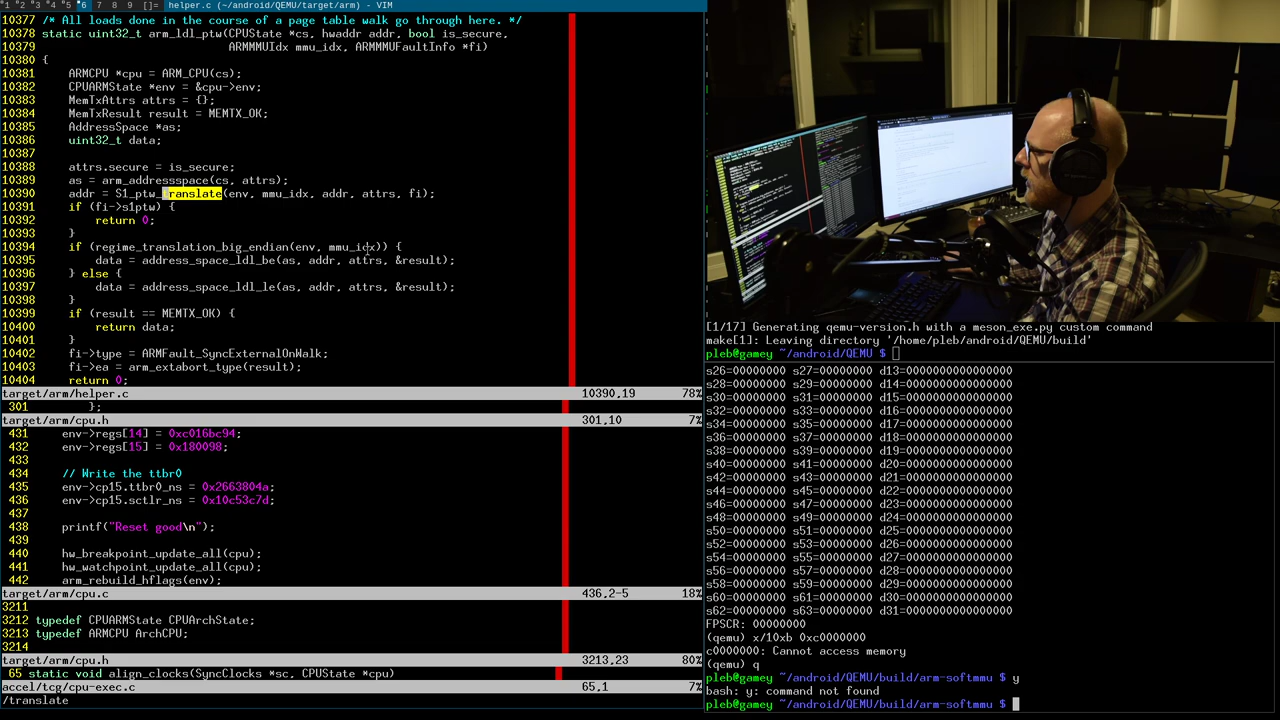 1 2 3 4 5 6 7 8 9 []= helper.c (~/android/QEMU/target/arm) - VIM
10377 /* All loads done in the course of a page table walk go through here. */
10378 static uint32_t arm_ldl_ptw(CPUState *cs, hwaddr addr, bool is_secure,
10379 ARMMMUIdx mmu_idx, ARMMMUFaultInfo *fi)
10380 {
10381 ARMCPU *cpu = ARM_CPU(cs);
10382 CPUARMState *env = &cpu->env;
10383 MemTxAttrs attrs = {};
10384 MemTxResult result = MEMTX_OK;
10385 AddressSpace *as;
10386 uint32_t data;
10387
10388 attrs.secure = is_secure;
10389 as = arm_addressspace(cs, attrs);
10390 addr = S1_ptw_translate(env, mmu_idx, addr, attrs, fi);
10391 if (fi->s1ptw) {
10392 return 0;
10393 }
10394 if (regime_translation_big_endian(env, mmu_idx)) {
10395 data = address_space_ldl_be(as, addr, attrs, &result);
10396 } else {
10397 data = address_space_ldl_le(as, addr, attrs, &result);
10398 }
10399 if (result == MEMTX_OK) {
10400 return data;
10401 }
10402 fi->type = ARMFault_SyncExternalOnWalk;
10403 fi->ea = arm_extabort_type(result);
10404 return 0;
target/arm/helper.c 10390,19 78%
301 };
target/arm/cpu.h 301,10 7%
431 env->regs[14] = 0xc016bc94;
432 env->regs[15] = 0x180098;
433
434 // Write the ttbr0
435 env->cp15.ttbr0_ns = 0x2663804a;
436 env->cp15.sctlr_ns = 0x10c53c7d;
437
438 printf("Reset good\n");
439
440 hw_breakpoint_update_all(cpu);
441 hw_watchpoint_update_all(cpu);
442 arm_rebuild_hflags(env);
target/arm/cpu.c 436,2-5 18%
3211
3212 typedef CPUARMState CPUArchState;
3213 typedef ARMCPU ArchCPU;
3214
target/arm/cpu.h 3213,23 80%
65 static void align_clocks(SyncClocks *sc, CPUState *cpu)
accel/tcg/cpu-exec.c 65,1 7%
/translate
[1/17] Generating qemu-version.h with a meson_exe.py custom command
make[1]: Leaving directory '/home/pleb/android/QEMU/build'
pleb@gamey ~/android/QEMU $
s26=00000000 s27=00000000 d13=0000000000000000
s28=00000000 s29=00000000 d14=0000000000000000
s30=00000000 s31=00000000 d15=0000000000000000
s32=00000000 s33=00000000 d16=0000000000000000
s34=00000000 s35=00000000 d17=0000000000000000
s36=00000000 s37=00000000 d18=0000000000000000
s38=00000000 s39=00000000 d19=0000000000000000
s40=00000000 s41=00000000 d20=0000000000000000
s42=00000000 s43=00000000 d21=0000000000000000
s44=00000000 s45=00000000 d22=0000000000000000
s46=00000000 s47=00000000 d23=0000000000000000
s48=00000000 s49=00000000 d24=0000000000000000
s50=00000000 s51=00000000 d25=0000000000000000
s52=00000000 s53=00000000 d26=0000000000000000
s54=00000000 s55=00000000 d27=0000000000000000
s56=00000000 s57=00000000 d28=0000000000000000
s58=00000000 s59=00000000 d29=0000000000000000
s60=00000000 s61=00000000 d30=0000000000000000
s62=00000000 s63=00000000 d31=0000000000000000
FPSCR: 00000000
(qemu) x/10xb 0xc0000000
c0000000: Cannot access memory
(qemu) q
pleb@gamey ~/android/QEMU/build/arm-softmmu $ y
bash: y: command not found
pleb@gamey ~/android/QEMU/build/arm-softmmu $